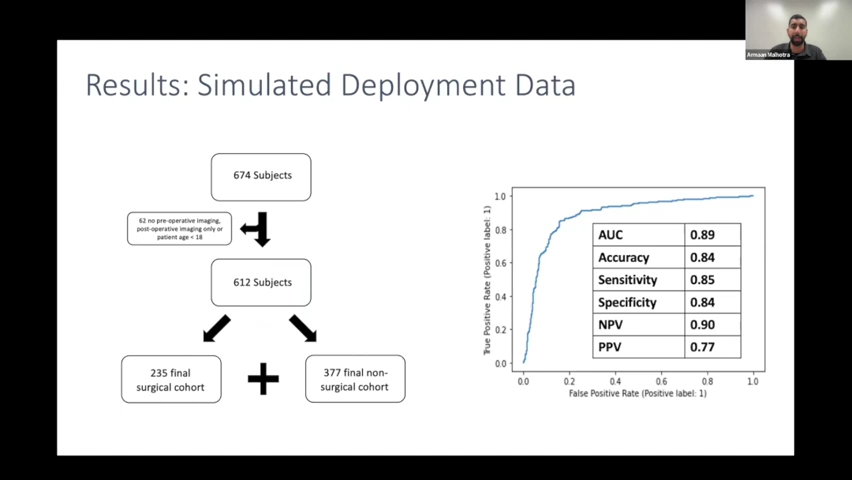 Armaan Malhotra
Results: Simulated Deployment Data
674 Subjects
62 no pre-operative imaging,
post-operative imaging only or
patient age < 18
612 Subjects
235 final
surgical cohort
377 final non-
surgical cohort
True Positive Rate (Positive label: 1)
1.0
0.8
0.6
0.4
0.2
0.0
AUC 0.89
Accuracy 0.84
Sensitivity 0.85
Specificity 0.84
NPV 0.90
PPV 0.77
0.0 0.2 0.4 0.6 0.8 1.0
False Positive Rate (Positive label: 1)